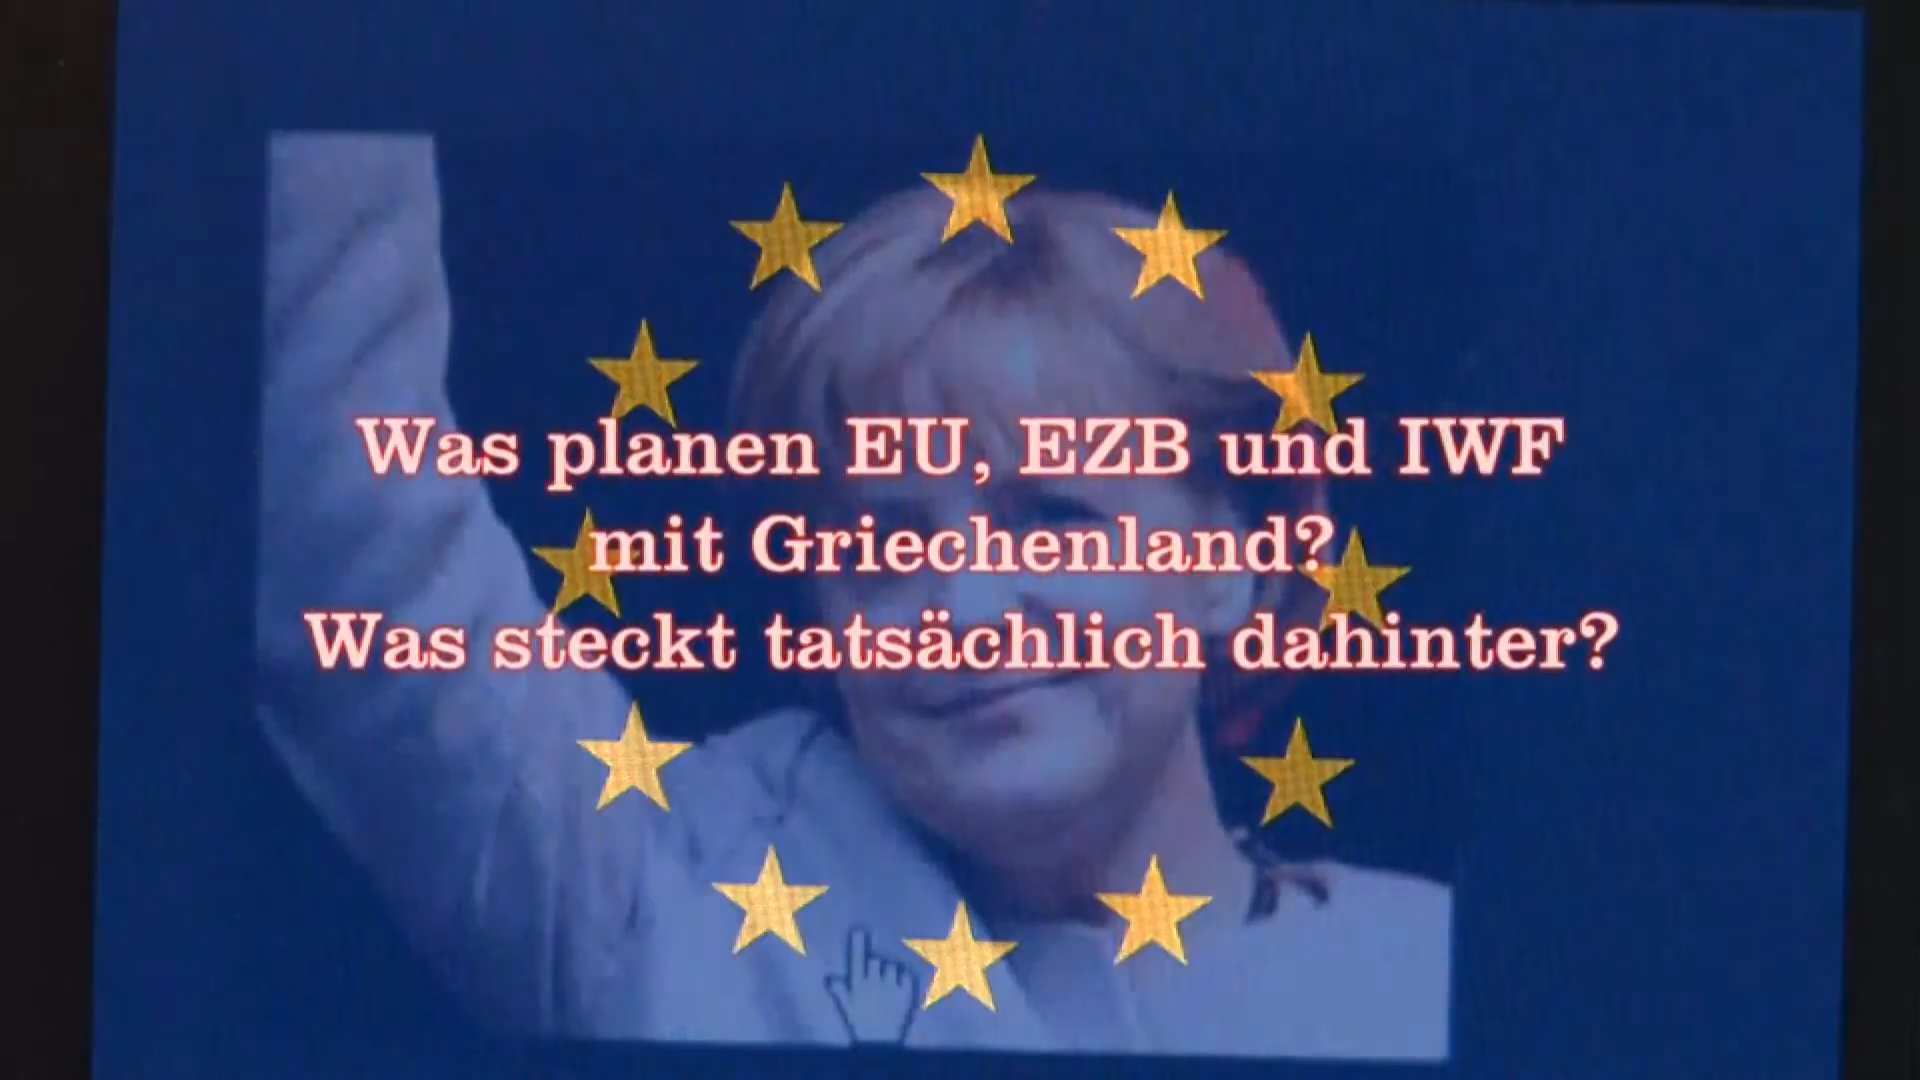 Was planen EU, EZB und IWF
mit Griechenland?
Was steckt tatsächlich dahinter?